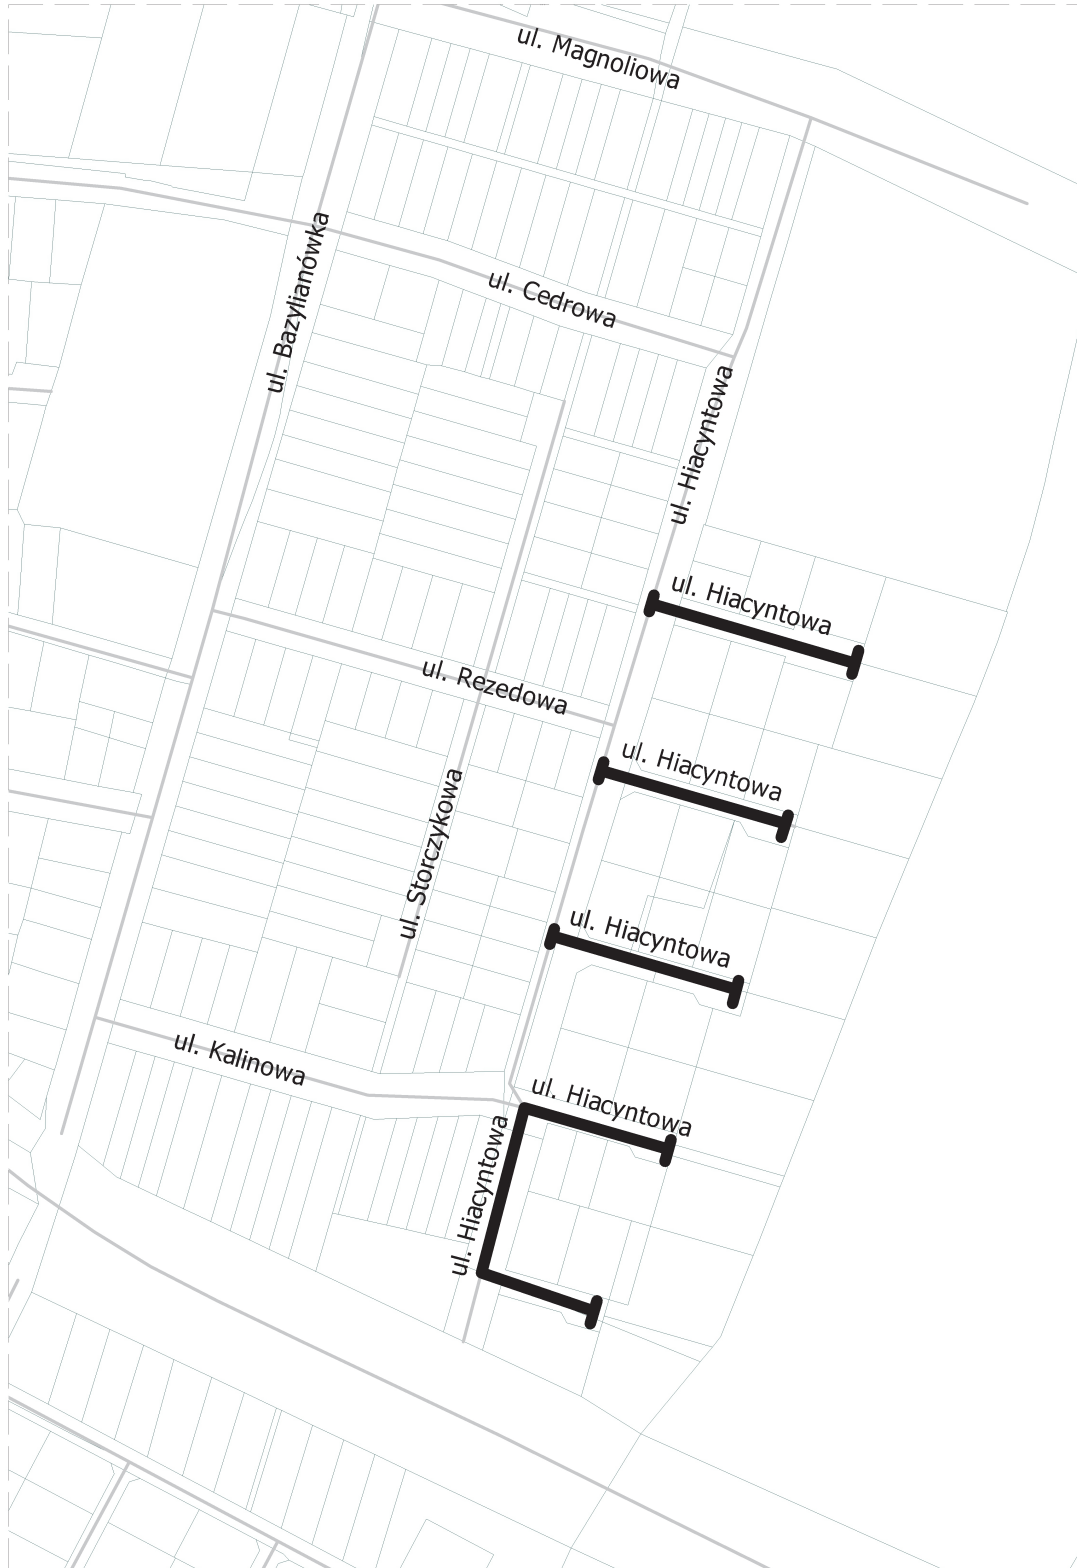 ul. Magnoliowa
ul. Bazylianówka
ul. Cedrowa
ul. Hiacyntowa
ul. Hiacyntowa
ul. Rezedowa
ul. Hiacyntowa
ul. Storczykowa
ul. Hiacyntowa
ul. Kalinowa
ul. Hiacyntowa
ul. Hiacyntowa